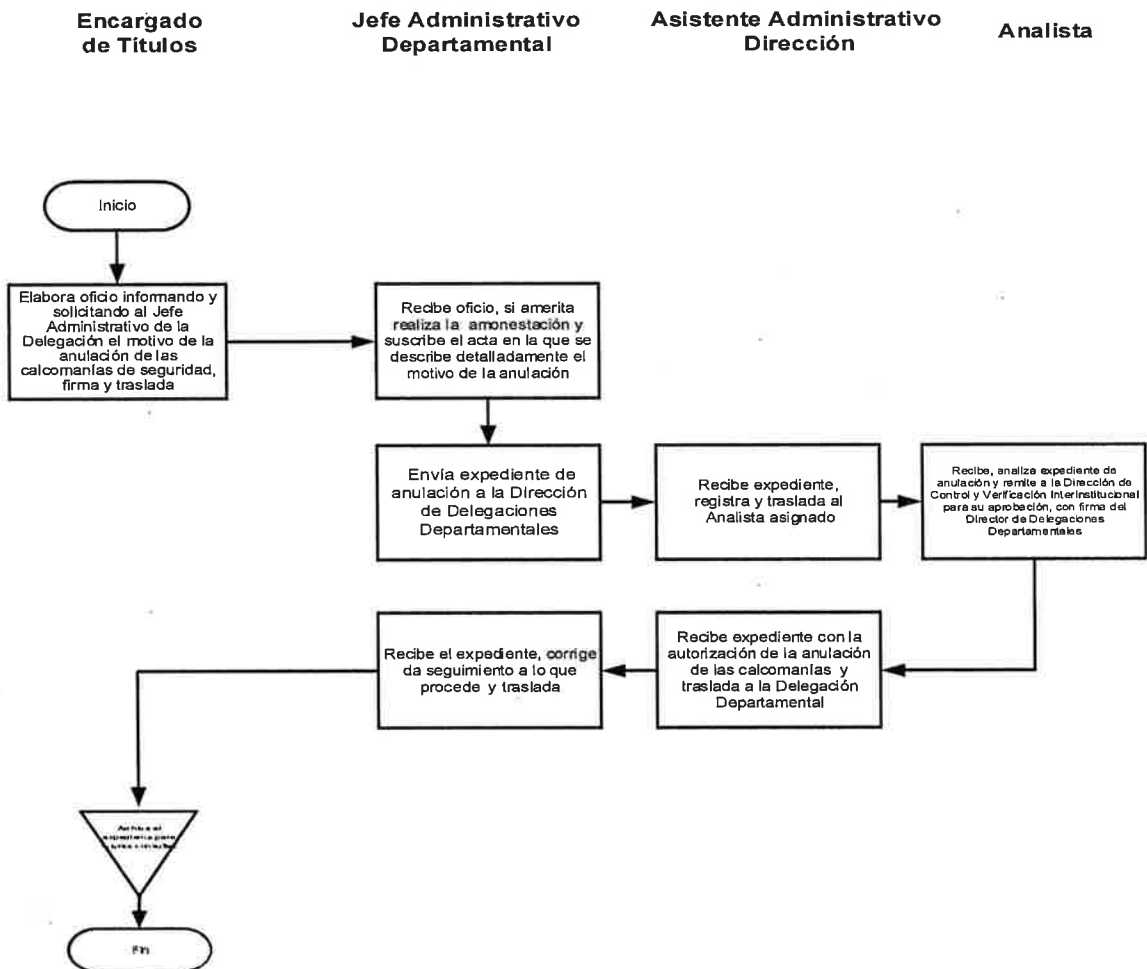 Encargado
de Títulos
Jefe Administrativo
Departamental
Asistente Administrativo
Dirección
Analista
Inicio
Elabora oficio informando y
solicitando al Jefe
Administrativo de la
Delegación el motivo de la
anulación de las
calcomanías de seguridad,
firma y traslada
Recibe oficio, si amerita
realiza la amonestación y
suscribe el acta en la que se
describe detalladamente el
motivo de la anulación
Envía expediente de
anulación a la Dirección
de Delegaciones
Departamentales
Recibe expediente,
registra y traslada al
Analista asignado
Recibe, analiza expediente de
anulación y remite a la Dirección de
Control y Verificación Interinstitucional
para su aprobación, con firma del
Director de Delegaciones
Departamentales
Recibe expediente con la
autorización de la anulación
de las calcomanías y
traslada a la Delegación
Departamental
Recibe el expediente, corrige
da seguimiento a lo que
procede y traslada
Archiva el
expediente para
Fin